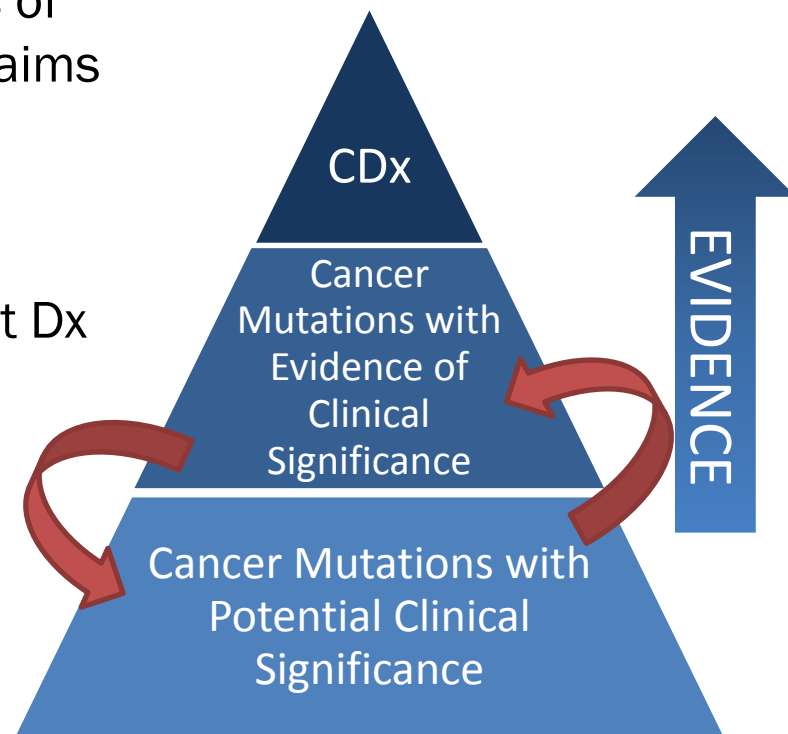 aims
t Dx
CDx
Cancer
Mutations with
Evidence of
Clinical
Significance
Cancer Mutations with
Potential Clinical
Significance
EVIDENCE